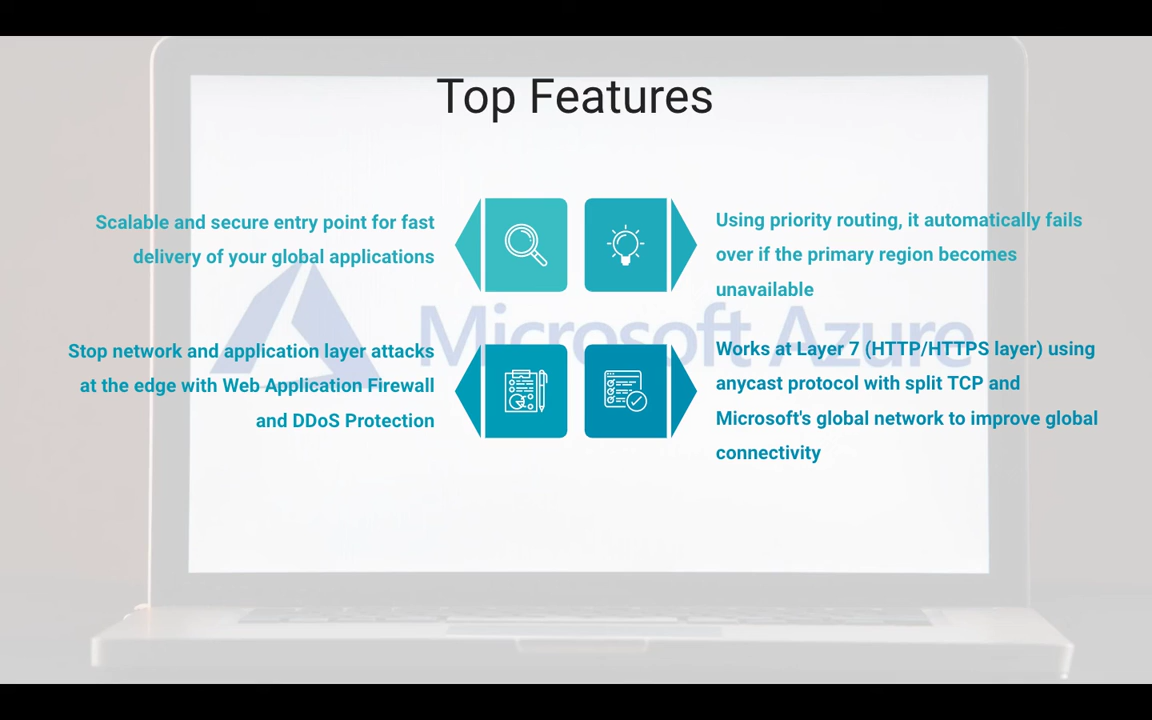 Top Features
Scalable and secure entry point for fast
delivery of your global applications
Using priority routing, it automatically fails
over if the primary region becomes
unavailable
Microsoft Azure
Stop network and application layer attacks
at the edge with Web Application Firewall
and DDoS Protection
Works at Layer 7 (HTTP/HTTPS layer) using
anycast protocol with split TCP and
Microsoft's global network to improve global
connectivity